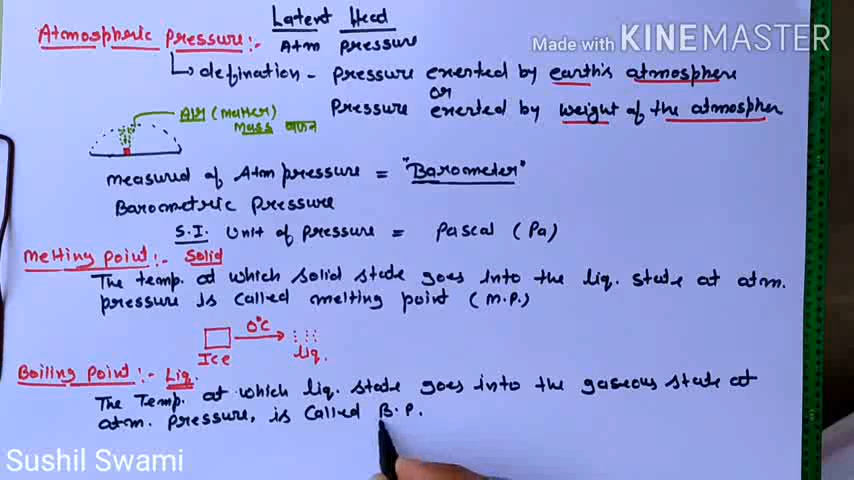 Latent Head
Made with KINEMASTER
Atmospheric Pressure :-
Atm pressure
defination - Pressure exerted by earth's atmosphere
or
Pressure exerted by weight of the atmospher
AIR (matter)
Mass वजन
measured of Atm pressure = "Barometer"
Barometric Pressure
S.I. Unit of pressure = pascal (Pa)
Melting point :- Solid
The temp. at which solid state goes into the liq. state at atm.
pressure is called melting point (M.P.)
0°C
Ice
liq.
Boiling point :- Liq.
The Temp. at which liq. state goes into the gaseous state at
atm. pressure, is called B.P.
Sushil Swami